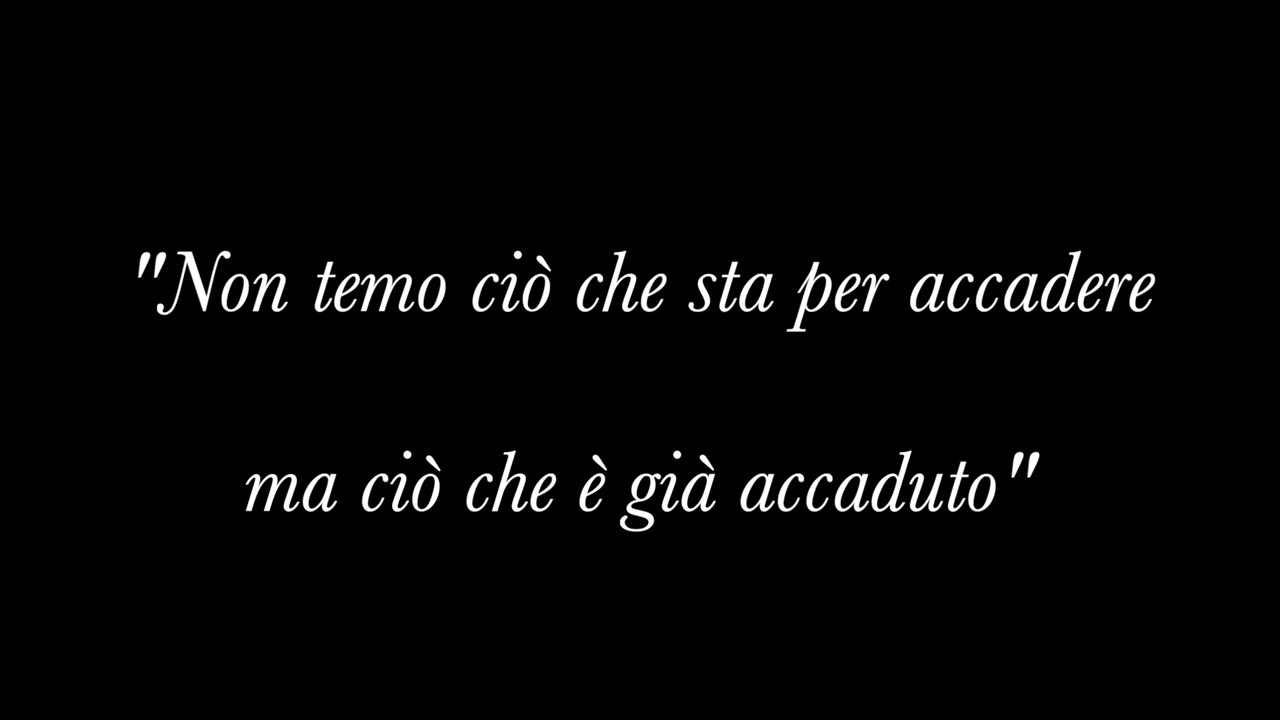 "Non temo ciò che sta per accadere
ma ciò che è già accaduto"